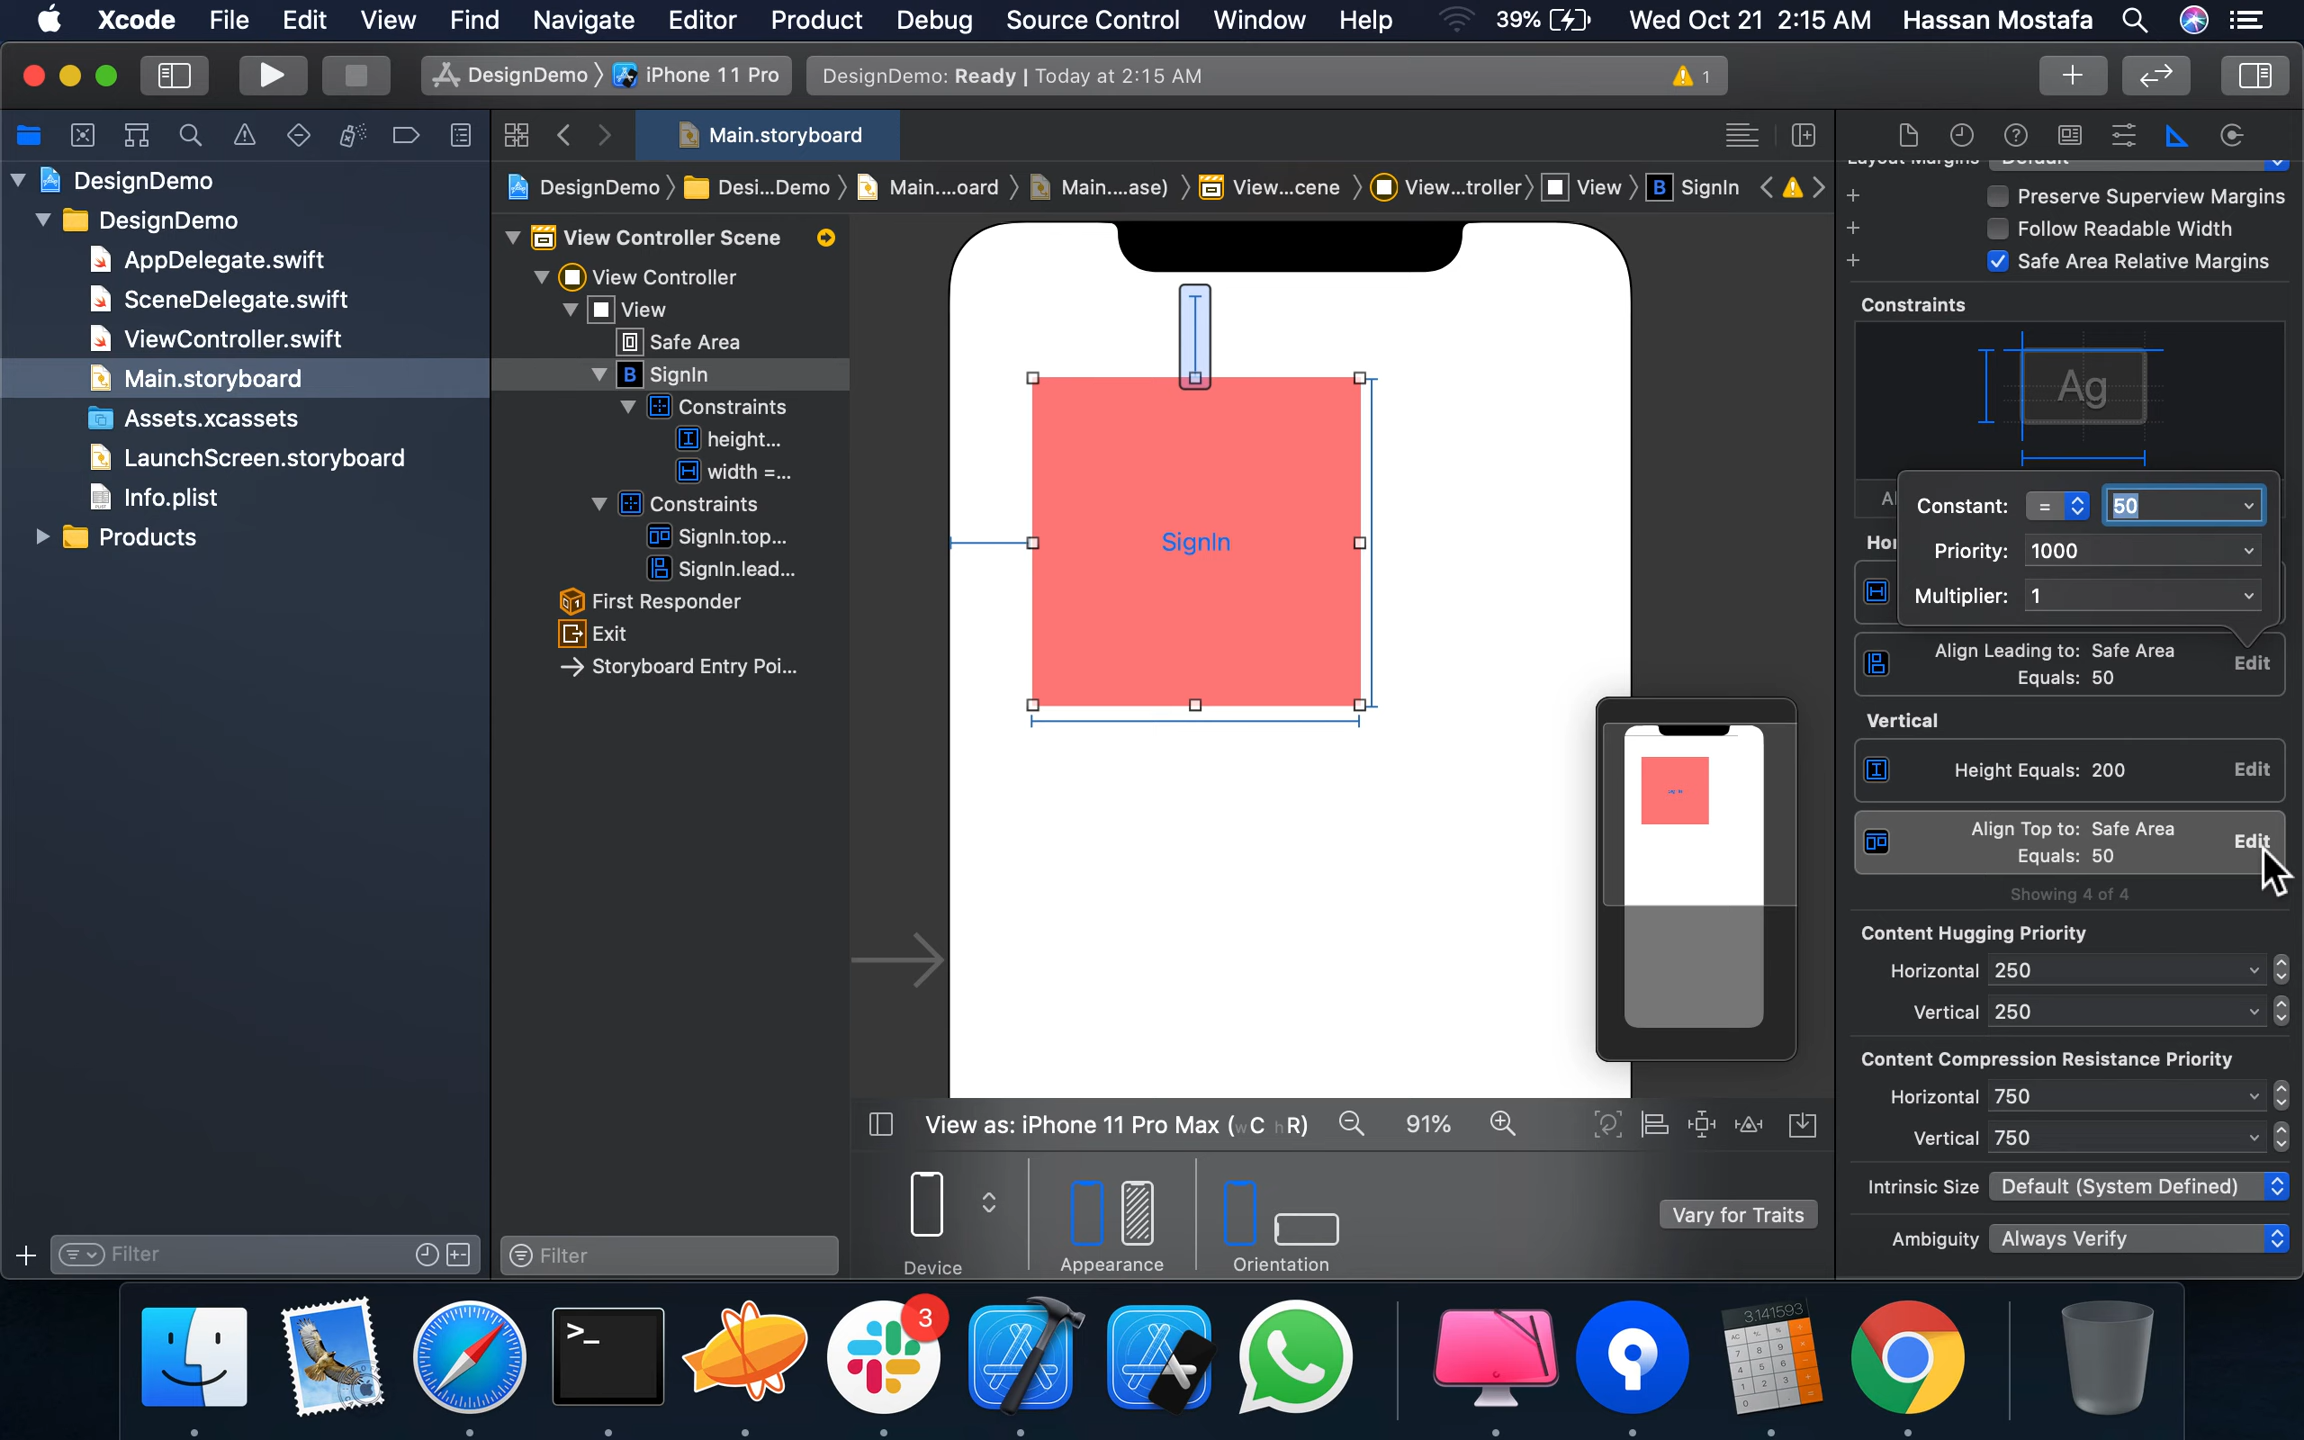 Xcode File Edit View Find Navigate Editor Product Debug Source Control Window Help 39% Wed Oct 21 2:15 AM Hassan Mostafa
DesignDemo iPhone 11 Pro
DesignDemo: Ready | Today at 2:15 AM
1
DesignDemo
DesignDemo
AppDelegate.swift
SceneDelegate.swift
ViewController.swift
Main.storyboard
Assets.xcassets
LaunchScreen.storyboard
Info.plist
Products
Filter
Main.storyboard
DesignDemo Desi...Demo Main....oard Main....ase) View...cene View...troller View B SignIn
View Controller Scene
View Controller
View
Safe Area
B SignIn
Constraints
height...
width =...
Constraints
SignIn.top...
SignIn.lead...
First Responder
Exit
Storyboard Entry Poi...
Filter
SignIn
View as: iPhone 11 Pro Max (wC hR) 91%
Device
Appearance
Orientation
Vary for Traits
Layout Margins Default
Preserve Superview Margins
Follow Readable Width
Safe Area Relative Margins
Constraints
Ag
Al
Constant: = 50
Priority: 1000
Multiplier: 1
Hor
Align Leading to: Safe Area
Equals: 50
Edit
Vertical
Height Equals: 200 Edit
Align Top to: Safe Area
Equals: 50
Edit
Showing 4 of 4
Content Hugging Priority
Horizontal 250
Vertical 250
Content Compression Resistance Priority
Horizontal 750
Vertical 750
Intrinsic Size Default (System Defined)
Ambiguity Always Verify
>_
3
3.141593